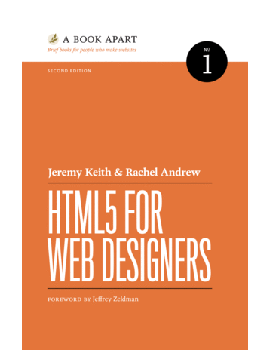 A BOOK APART
Brief books for people who make websites
No
1
SECOND EDITION
Jeremy Keith & Rachel Andrew
HTML5 FOR
WEB DESIGNERS
FOREWORD BY Jeffrey Zeldman